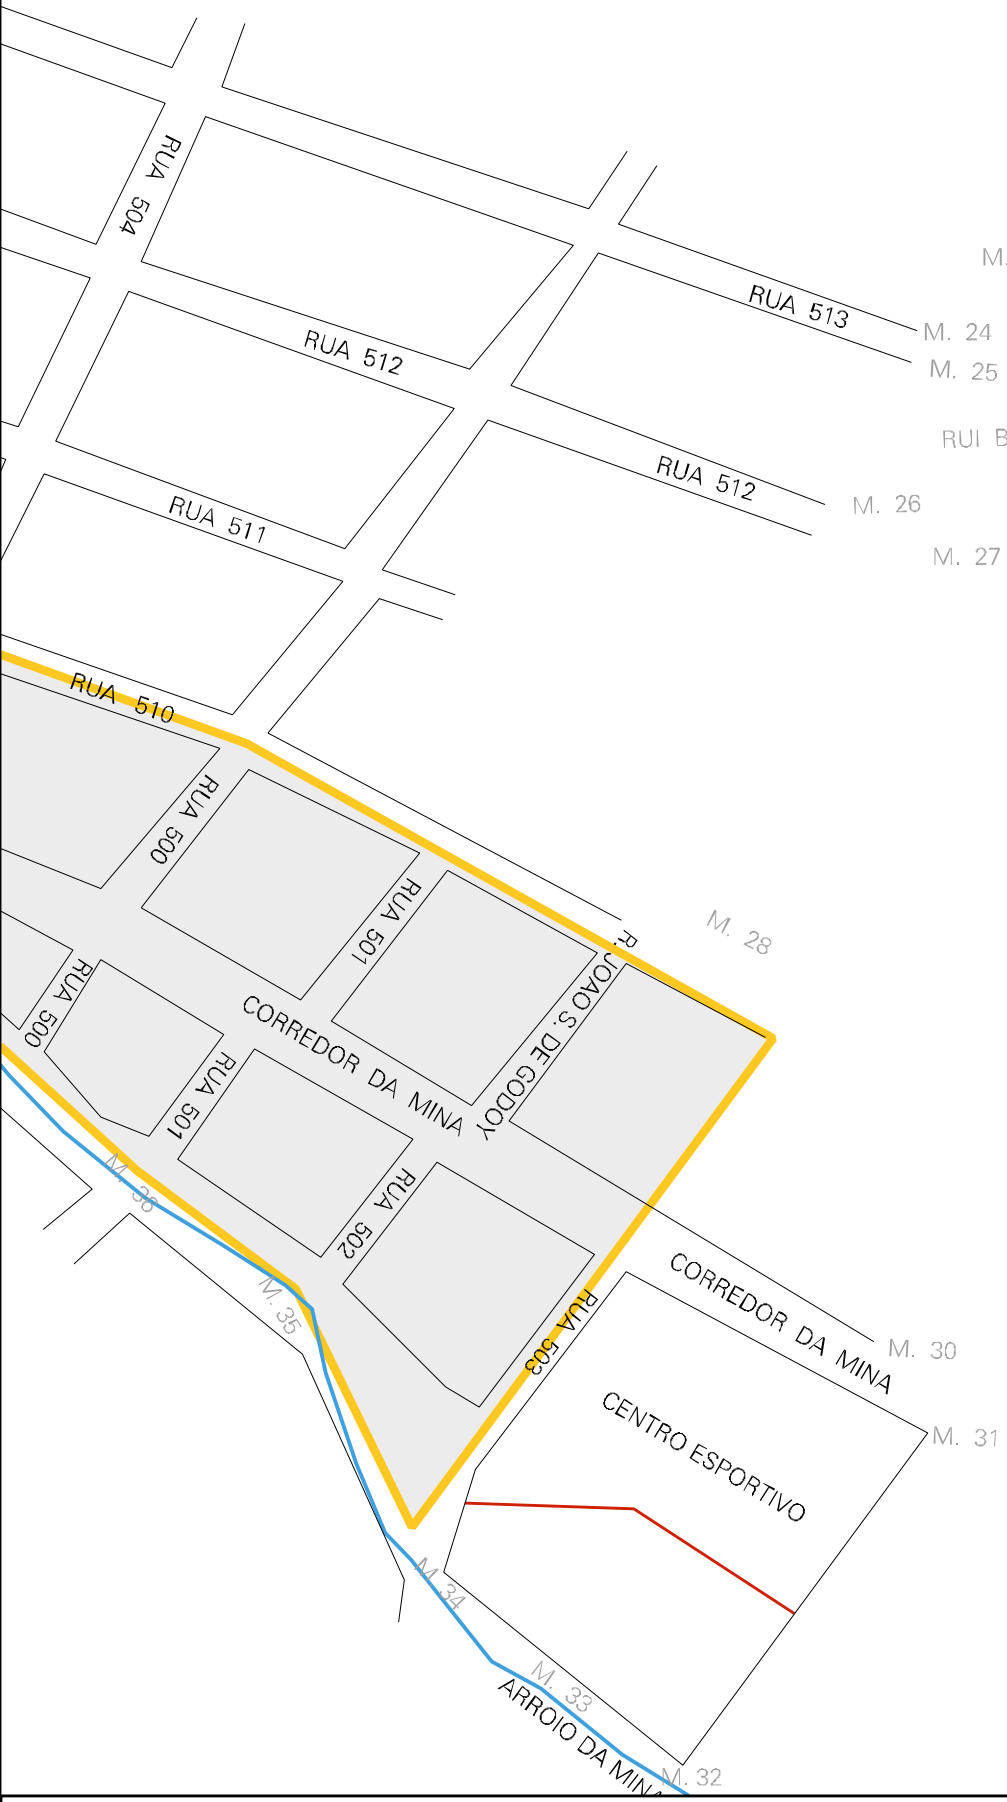 RUA 504
M.
RUA 513
M. 24
RUA 512
M. 25
RUI B
RUA 512
M. 26
RUA 511
M. 27
RUA 510
RUA 500
RUA 501
M. 28
R. JOAO S. DE GODOY
RUA 500
CORREDOR DA MINA
RUA 501
M. 36
RUA 502
M. 35
CORREDOR DA MINA
M. 30
RUA 503
CENTRO ESPORTIVO
M. 31
M. 34
M. 33
ARROIO DA MINA
M. 32